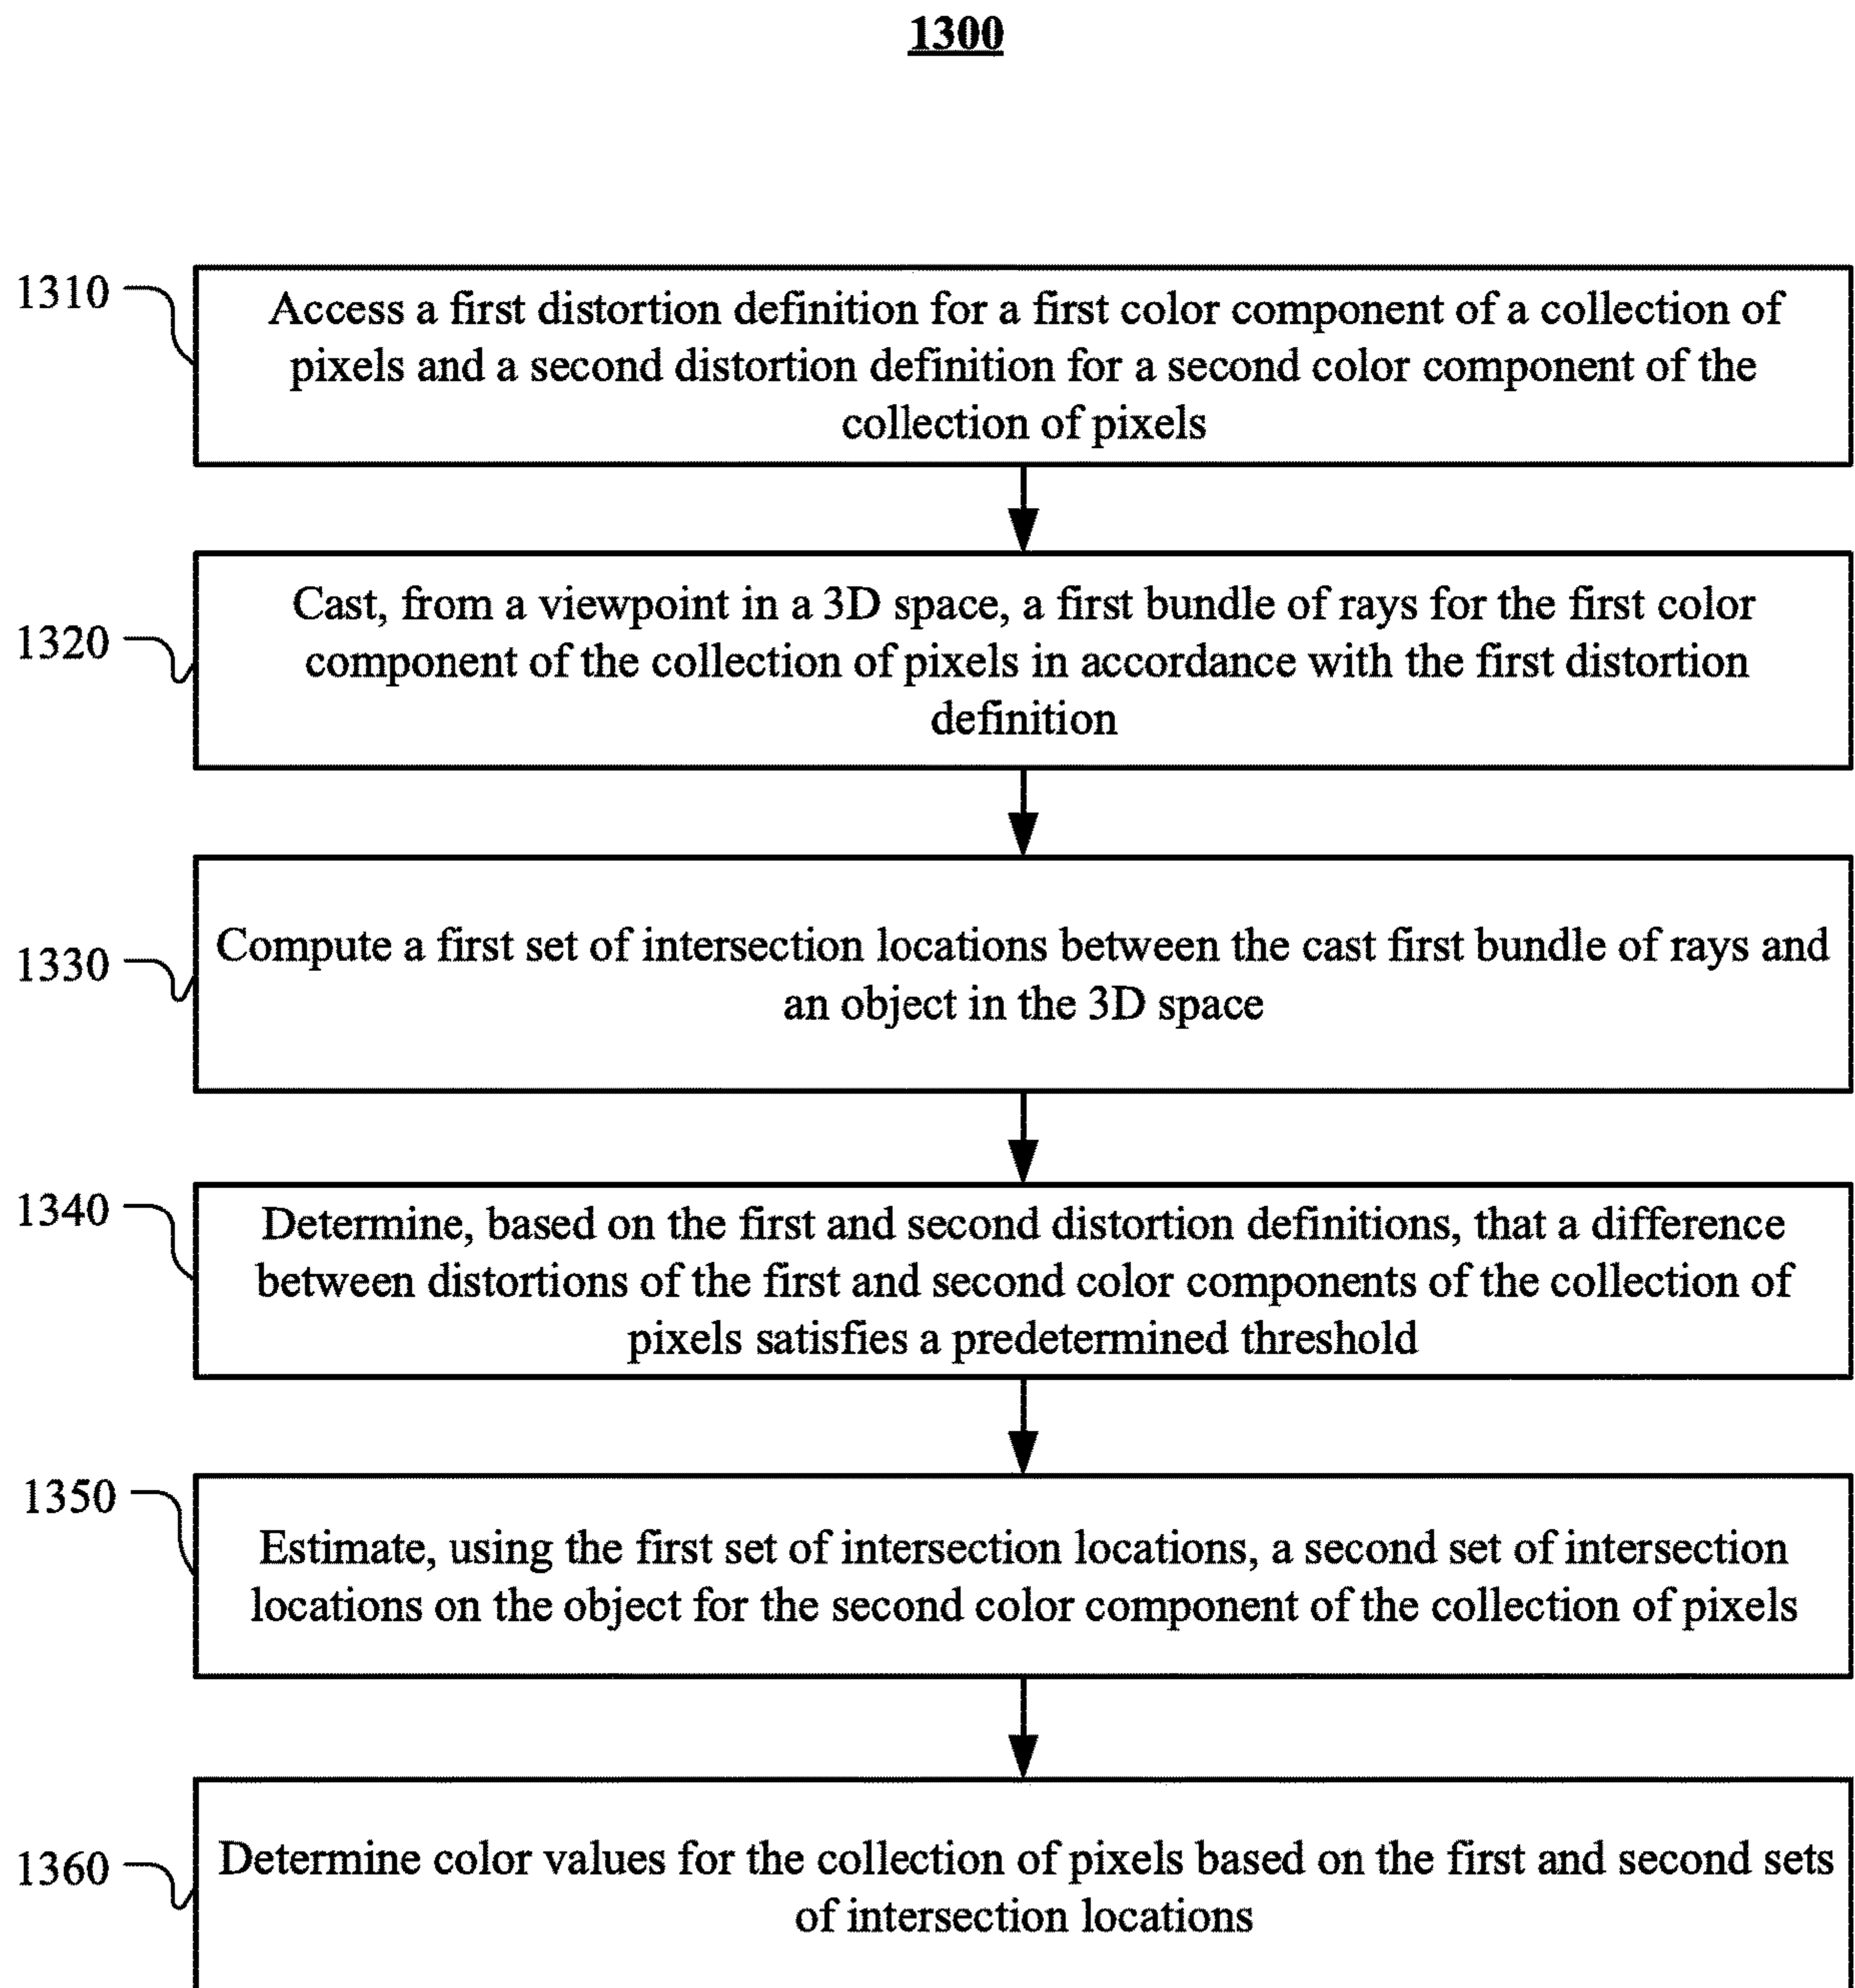 1300
1310
Access a first distortion definition for a first color component of a collection of
pixels and a second distortion definition for a second color component of the
collection of pixels
1320
Cast, from a viewpoint in a 3D space, a first bundle of rays for the first color
component of the collection of pixels in accordance with the first distortion
definition
1330
Compute a first set of intersection locations between the cast first bundle of rays and
an object in the 3D space
1340
Determine, based on the first and second distortion definitions, that a difference
between distortions of the first and second color components of the collection of
pixels satisfies a predetermined threshold
1350
Estimate, using the first set of intersection locations, a second set of intersection
locations on the object for the second color component of the collection of pixels
1360
Determine color values for the collection of pixels based on the first and second sets
of intersection locations